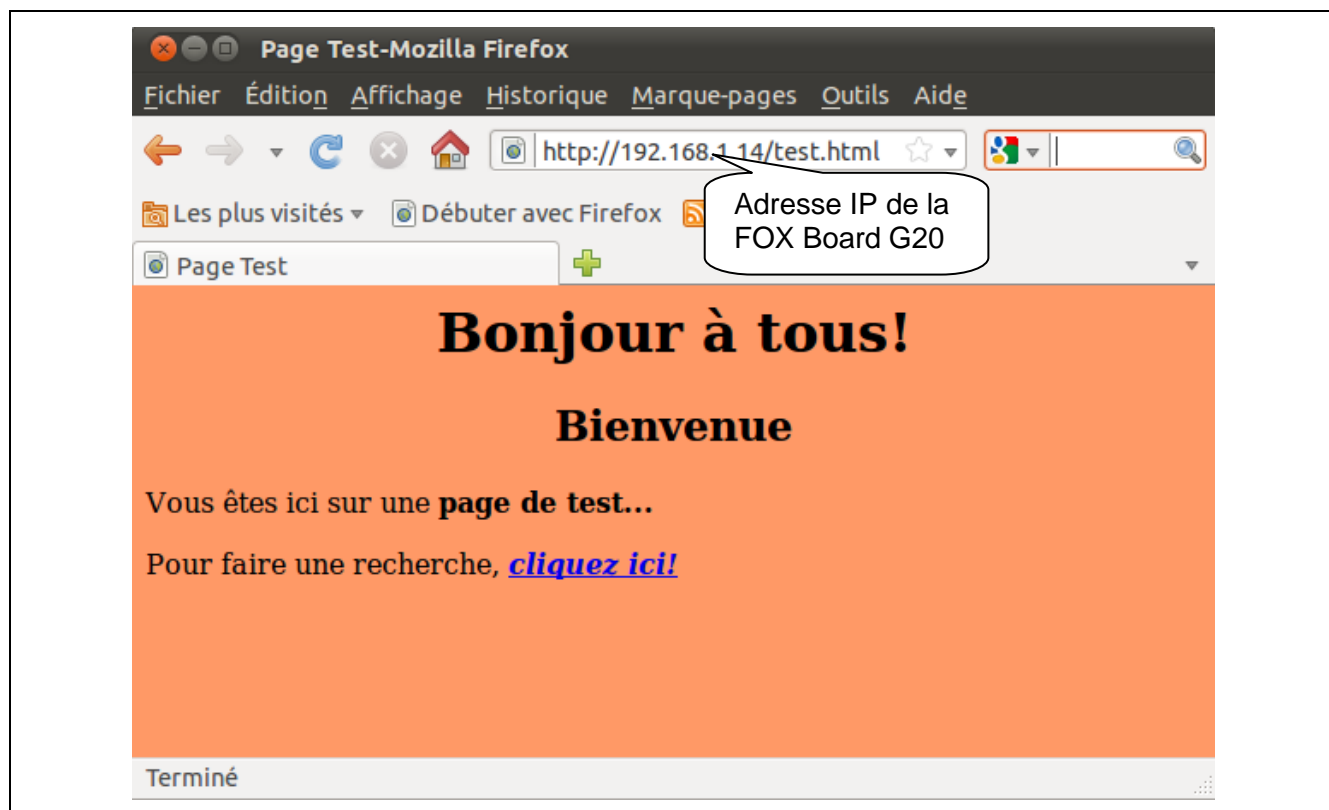 Page Test-Mozilla Firefox
Fichier Édition Affichage Historique Marque-pages Outils Aide
http://192.168.1.14/test.html
Les plus visités Débuter avec Firefox
Adresse IP de la
FOX Board G20
Page Test
Bonjour à tous!
Bienvenue
Vous êtes ici sur une page de test...
Pour faire une recherche, cliquez ici!
Terminé